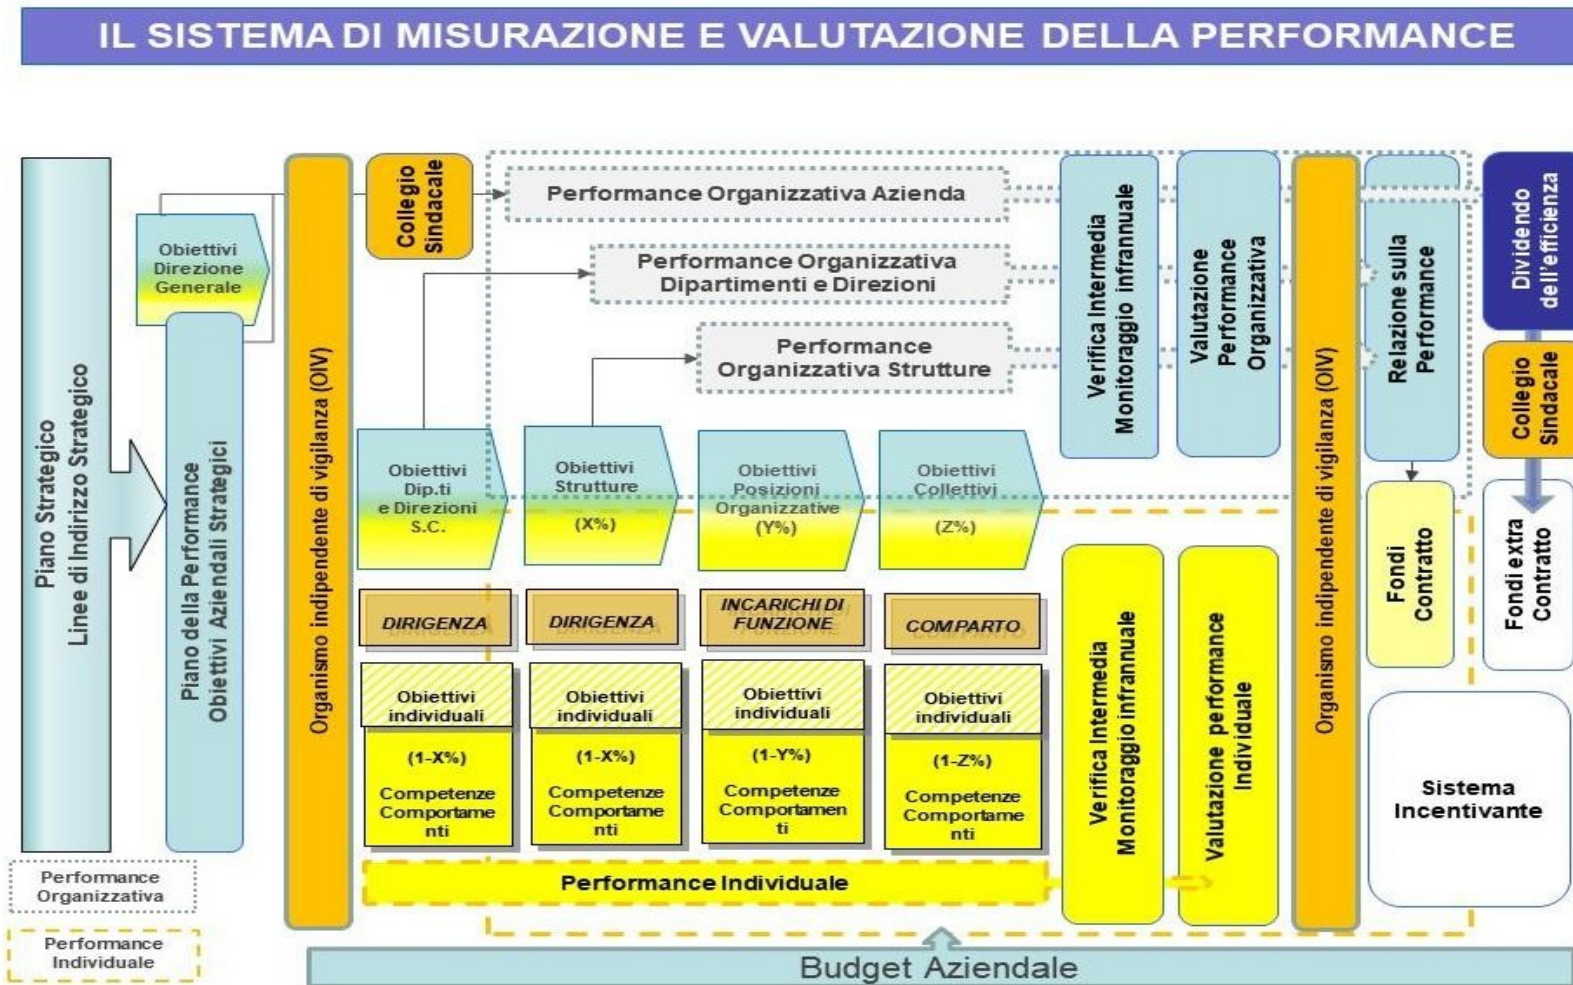 IL SISTEMA DI MISURAZIONE E VALUTAZIONE DELLA PERFORMANCE
Piano Strategico
Linee di Indirizzo Strategico
Obiettivi
Direzione
Generale
Piano della Performance
Obiettivi Aziendali Strategici
Organismo indipendente di vigilanza (OIV)
Collegio
Sindacale
Performance Organizzativa Azienda
Performance Organizzativa
Dipartimenti e Direzioni
Performance
Organizzativa Strutture
Verifica Intermedia
Monitoraggio infrannuale
Valutazione
Performance
Organizzativa
Organismo indipendente di vigilanza (OIV)
Relazione sulla
Performance
Dividendo
dell'efficienza
Collegio
Sindacale
Fondi
Contratto
Fondi extra
Contratto
Obiettivi
Dip.ti
e Direzioni
S.C.
Obiettivi
Strutture
(X%)
Obiettivi
Posizioni
Organizzative
(Y%)
Obiettivi
Collettivi
(Z%)
DIRIGENZA
DIRIGENZA
INCARICHI DI
FUNZIONE
COMPARTO
Obiettivi
individuali
(1-X%)
Competenze
Comportame
nti
Obiettivi
individuali
(1-X%)
Competenze
Comportame
nti
Obiettivi
individuali
(1-Y%)
Competenze
Comportamen
ti
Obiettivi
individuali
(1-Z%)
Competenze
Comportame
nti
Verifica Intermedia
Monitoraggio infrannuale
Valutazione performance
Individuale
Sistema
Incentivante
Performance Individuale
Performance
Organizzativa
Performance
Individuale
Budget Aziendale